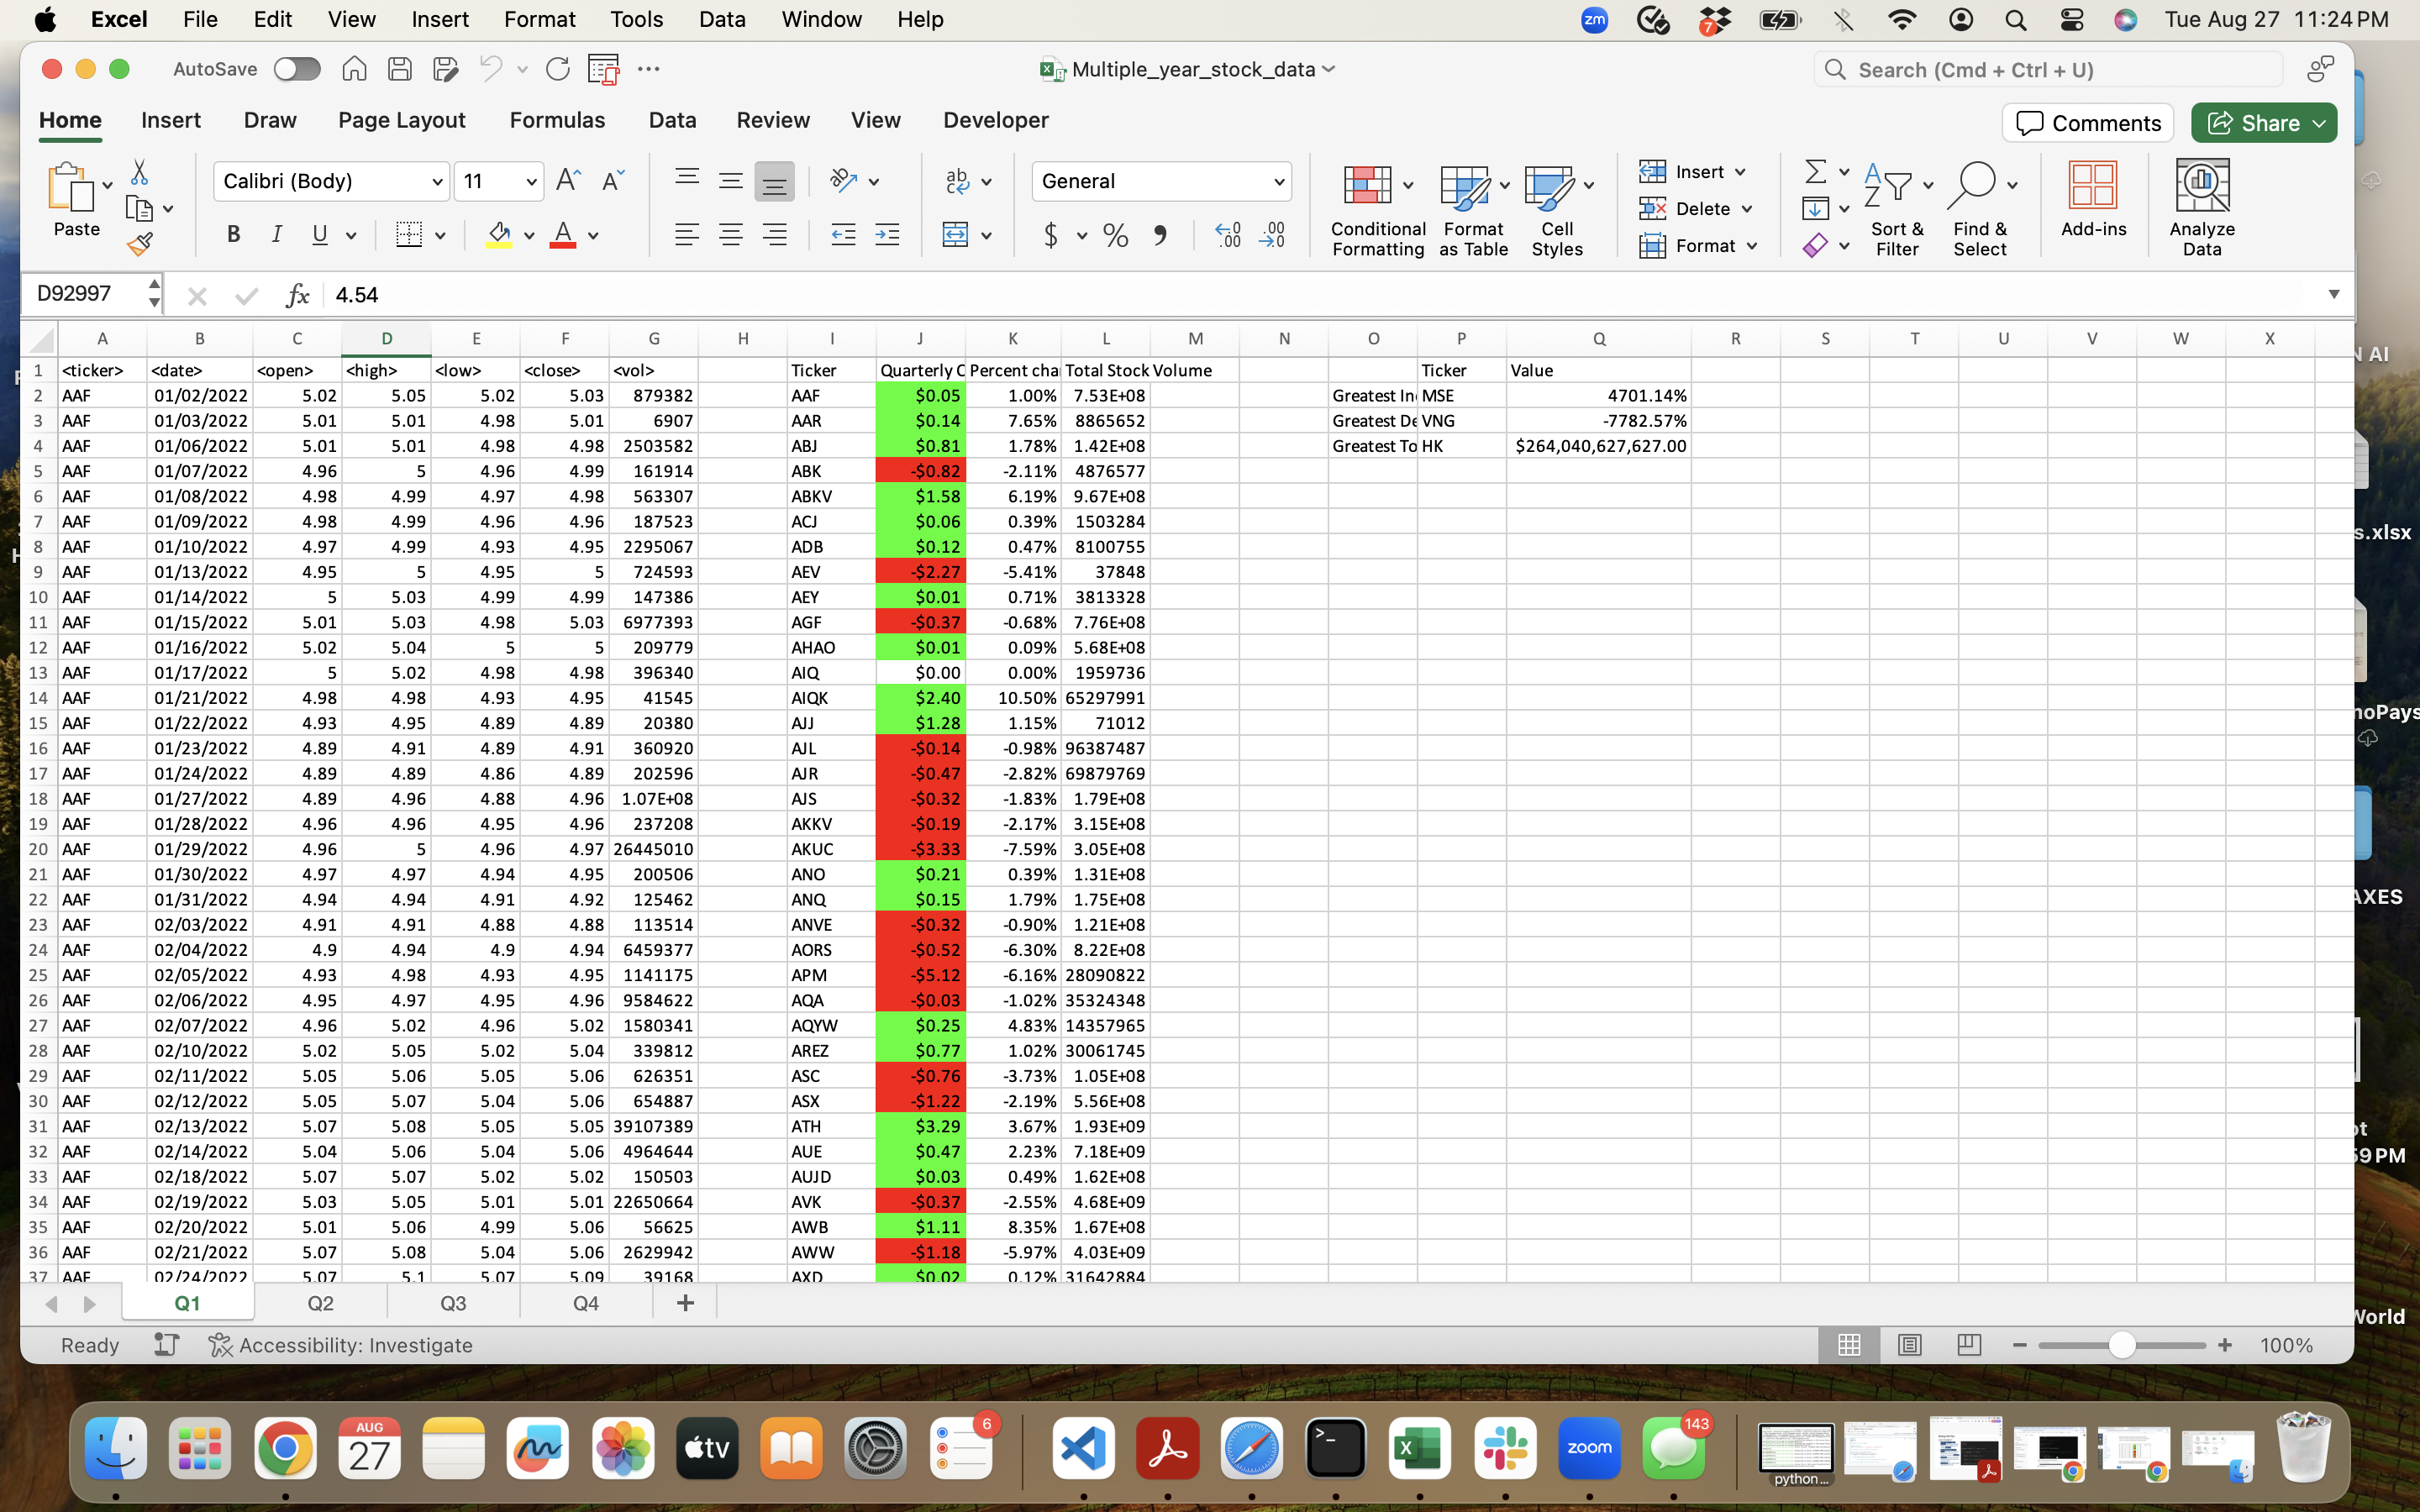 Excel File Edit View Insert Format Tools Data Window Help zm 7 Tue Aug 27 11:24 PM
AutoSave Multiple_year_stock_data Search (Cmd + Ctrl + U)
Home Insert Draw Page Layout Formulas Data Review View Developer Comments Share
Paste Calibri (Body) 11 General Conditional Formatting Format as Table Cell Styles Insert Delete Format Sort & Filter Find & Select Add-ins Analyze Data
D92997 fx 4.54
A B C D E F G H I J K L M N O P Q R S T U V W X
1 <ticker> <date> <open> <high> <low> <close> <vol> Ticker Quarterly C Percent cha Total Stock Volume Ticker Value
2 AAF 01/02/2022 5.02 5.05 5.02 5.03 879382 AAF $0.05 1.00% 7.53E+08 Greatest In MSE 4701.14%
3 AAF 01/03/2022 5.01 5.01 4.98 5.01 6907 AAR $0.14 7.65% 8865652 Greatest De VNG -7782.57%
4 AAF 01/06/2022 5.01 5.01 4.98 4.98 2503582 ABJ $0.81 1.78% 1.42E+08 Greatest To HK $264,040,627,627.00
5 AAF 01/07/2022 4.96 5 4.96 4.99 161914 ABK -$0.82 -2.11% 4876577
6 AAF 01/08/2022 4.98 4.99 4.97 4.98 563307 ABKV $1.58 6.19% 9.67E+08
7 AAF 01/09/2022 4.98 4.99 4.96 4.96 187523 ACJ $0.06 0.39% 1503284
8 AAF 01/10/2022 4.97 4.99 4.93 4.95 2295067 ADB $0.12 0.47% 8100755
9 AAF 01/13/2022 4.95 5 4.95 5 724593 AEV -$2.27 -5.41% 37848
10 AAF 01/14/2022 5 5.03 4.99 4.99 147386 AEY $0.01 0.71% 3813328
11 AAF 01/15/2022 5.01 5.03 4.98 5.03 6977393 AGF -$0.37 -0.68% 7.76E+08
12 AAF 01/16/2022 5.02 5.04 5 5 209779 AHAO $0.01 0.09% 5.68E+08
13 AAF 01/17/2022 5 5.02 4.98 4.98 396340 AIQ $0.00 0.00% 1959736
14 AAF 01/21/2022 4.98 4.98 4.93 4.95 41545 AIQK $2.40 10.50% 65297991
15 AAF 01/22/2022 4.93 4.95 4.89 4.89 20380 AJJ $1.28 1.15% 71012
16 AAF 01/23/2022 4.89 4.91 4.89 4.91 360920 AJL -$0.14 -0.98% 96387487
17 AAF 01/24/2022 4.89 4.89 4.86 4.89 202596 AJR -$0.47 -2.82% 69879769
18 AAF 01/27/2022 4.89 4.96 4.88 4.96 1.07E+08 AJS -$0.32 -1.83% 1.79E+08
19 AAF 01/28/2022 4.96 4.96 4.95 4.96 237208 AKKV -$0.19 -2.17% 3.15E+08
20 AAF 01/29/2022 4.96 5 4.96 4.97 26445010 AKUC -$3.33 -7.59% 3.05E+08
21 AAF 01/30/2022 4.97 4.97 4.94 4.95 200506 ANO $0.21 0.39% 1.31E+08
22 AAF 01/31/2022 4.94 4.94 4.91 4.92 125462 ANQ $0.15 1.79% 1.75E+08
23 AAF 02/03/2022 4.91 4.91 4.88 4.88 113514 ANVE -$0.32 -0.90% 1.21E+08
24 AAF 02/04/2022 4.9 4.94 4.9 4.94 6459377 AORS -$0.52 -6.30% 8.22E+08
25 AAF 02/05/2022 4.93 4.98 4.93 4.95 1141175 APM -$5.12 -6.16% 28090822
26 AAF 02/06/2022 4.95 4.97 4.95 4.96 9584622 AQA -$0.03 -1.02% 35324348
27 AAF 02/07/2022 4.96 5.02 4.96 5.02 1580341 AQYW $0.25 4.83% 14357965
28 AAF 02/10/2022 5.02 5.05 5.02 5.04 339812 AREZ $0.77 1.02% 30061745
29 AAF 02/11/2022 5.05 5.06 5.05 5.06 626351 ASC -$0.76 -3.73% 1.05E+08
30 AAF 02/12/2022 5.05 5.07 5.04 5.06 654887 ASX -$1.22 -2.19% 5.56E+08
31 AAF 02/13/2022 5.07 5.08 5.05 5.05 39107389 ATH $3.29 3.67% 1.93E+09
32 AAF 02/14/2022 5.04 5.06 5.04 5.06 4964644 AUE $0.47 2.23% 7.18E+09
33 AAF 02/18/2022 5.07 5.07 5.02 5.02 150503 AUJD $0.03 0.49% 1.62E+08
34 AAF 02/19/2022 5.03 5.05 5.01 5.01 22650664 AVK -$0.37 -2.55% 4.68E+09
35 AAF 02/20/2022 5.01 5.06 4.99 5.06 56625 AWB $1.11 8.35% 1.67E+08
36 AAF 02/21/2022 5.07 5.08 5.04 5.06 2629942 AWW -$1.18 -5.97% 4.03E+09
37 AAF 02/24/2022 5.07 5.1 5.07 5.09 39168 AXD $0.02 0.12% 31642884
Q1 Q2 Q3 Q4 +
Ready Accessibility: Investigate 100%
N AI
s.xlsx
noPays
AXES
ot
59 PM
World
AUG 27 tv 6 zoom 143 python...